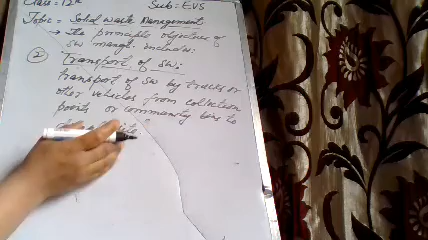 Class: 12th Sub: EVS
Topic = Solid waste Management
→ The principle objectives of
SW mangt. includes:
② Transport of SW:
Transport of SW by trucks or
other vehicles from collection
points or community bins to